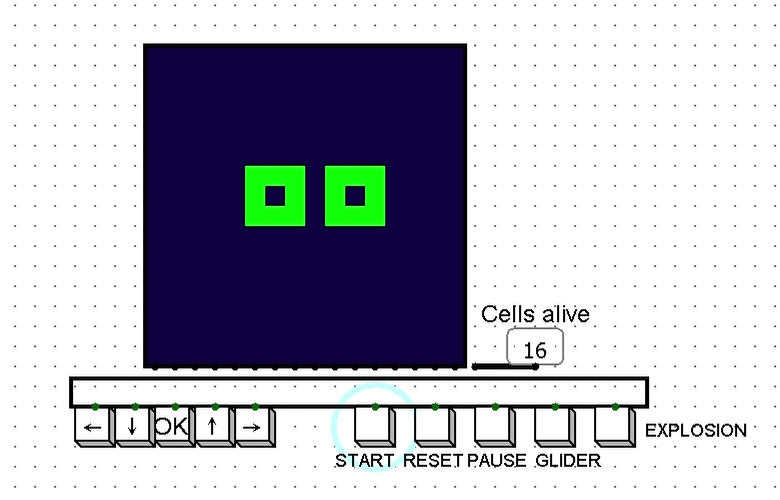 Cells alive
16
← ↓ OK ↑ →
EXPLOSION
START RESET PAUSE GLIDER